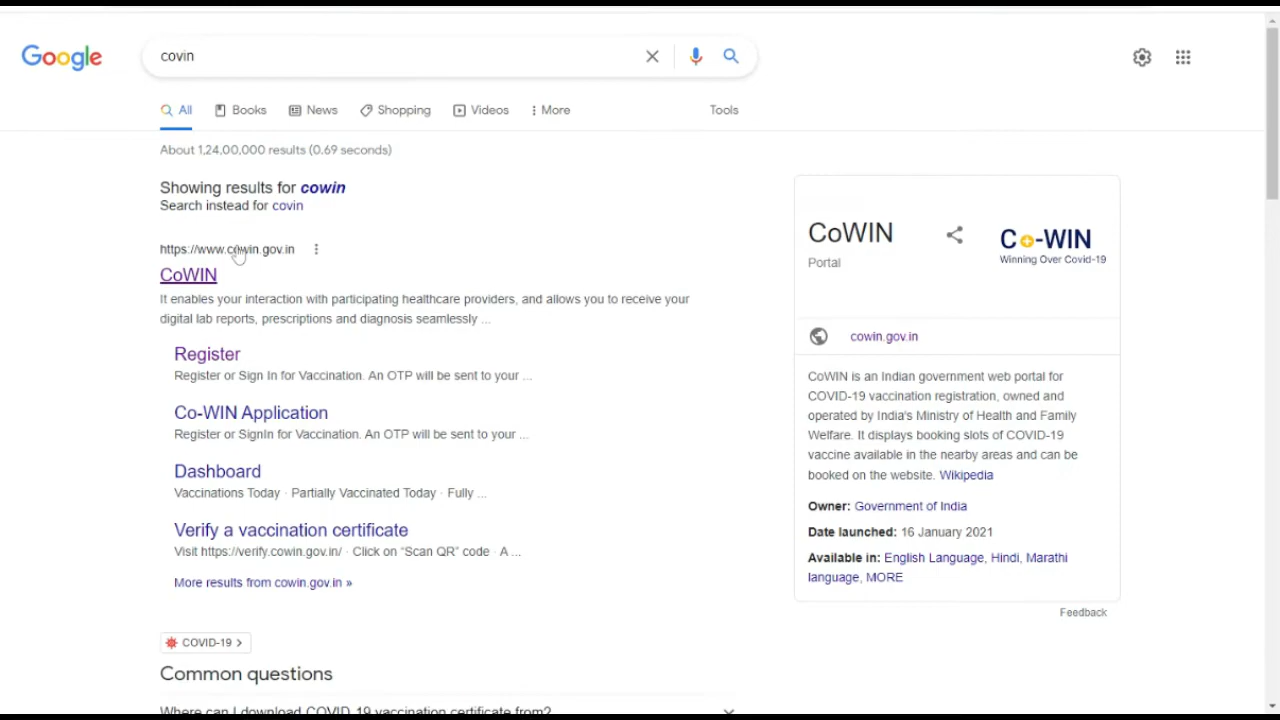 Google
covin
All
Books
News
Shopping
Videos
More
Tools
About 1,24,00,000 results (0.69 seconds)
Showing results for cowin
Search instead for covin
https://www.cowin.gov.in
CoWIN
It enables your interaction with participating healthcare providers, and allows you to receive your
digital lab reports, prescriptions and diagnosis seamlessly ...
Register
Register or Sign In for Vaccination. An OTP will be sent to your ...
Co-WIN Application
Register or SignIn for Vaccination. An OTP will be sent to your ...
Dashboard
Vaccinations Today · Partially Vaccinated Today · Fully ...
Verify a vaccination certificate
Visit https://verify.cowin.gov.in/ · Click on “Scan QR” code · A ...
More results from cowin.gov.in »
COVID-19
Common questions
Where can I download COVID-19 vaccination certificate from?
CoWIN
Portal
Co-WIN
Winning Over Covid-19
cowin.gov.in
CoWIN is an Indian government web portal for
COVID-19 vaccination registration, owned and
operated by India's Ministry of Health and Family
Welfare. It displays booking slots of COVID-19
vaccine available in the nearby areas and can be
booked on the website. Wikipedia
Owner: Government of India
Date launched: 16 January 2021
Available in: English Language, Hindi, Marathi
language, MORE
Feedback